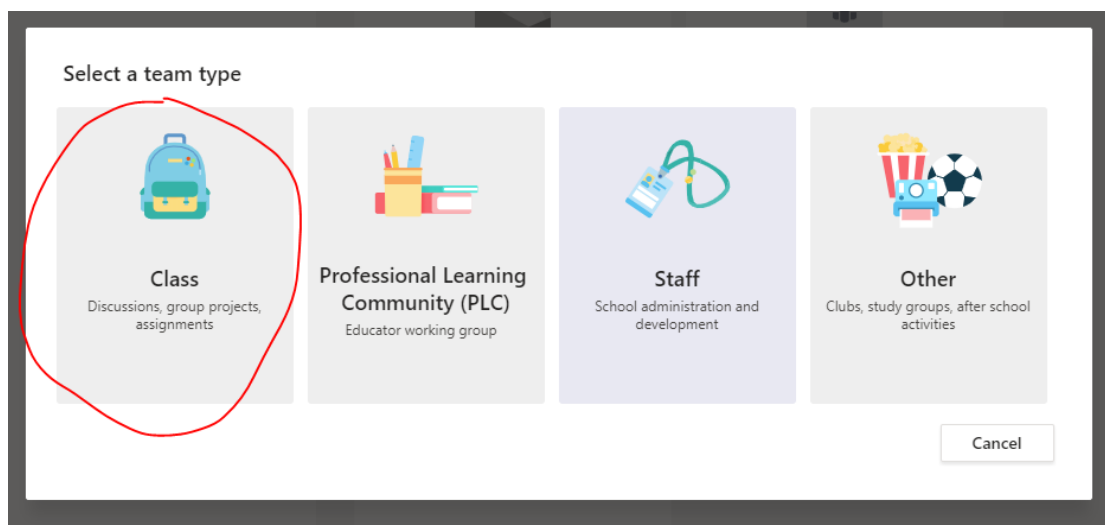 Select a team type
Class
Discussions, group projects,
assignments
Professional Learning
Community (PLC)
Educator working group
Staff
School administration and
development
Other
Clubs, study groups, after school
activities
Cancel